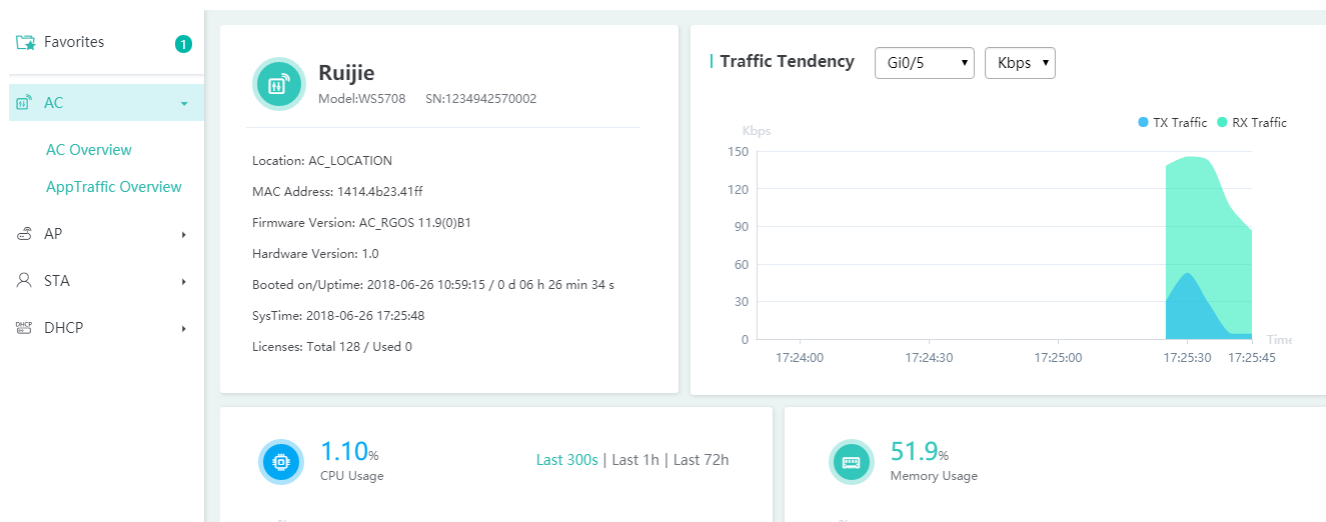 Favorites
1
AC
AC Overview
AppTraffic Overview
AP
STA
DHCP
DHCP
Ruijie
Model:WS5708 SN:1234942570002
Location: AC_LOCATION
MAC Address: 1414.4b23.41ff
Firmware Version: AC_RGOS 11.9(0)B1
Hardware Version: 1.0
Booted on/Uptime: 2018-06-26 10:59:15 / 0 d 06 h 26 min 34 s
SysTime: 2018-06-26 17:25:48
Licenses: Total 128 / Used 0
Traffic Tendency Gi0/5 Kbps
TX Traffic RX Traffic
Kbps
150
120
90
60
30
0
Time
17:24:00 17:24:30 17:25:00 17:25:30 17:25:45
1.10%
CPU Usage
Last 300s | Last 1h | Last 72h
51.9%
Memory Usage